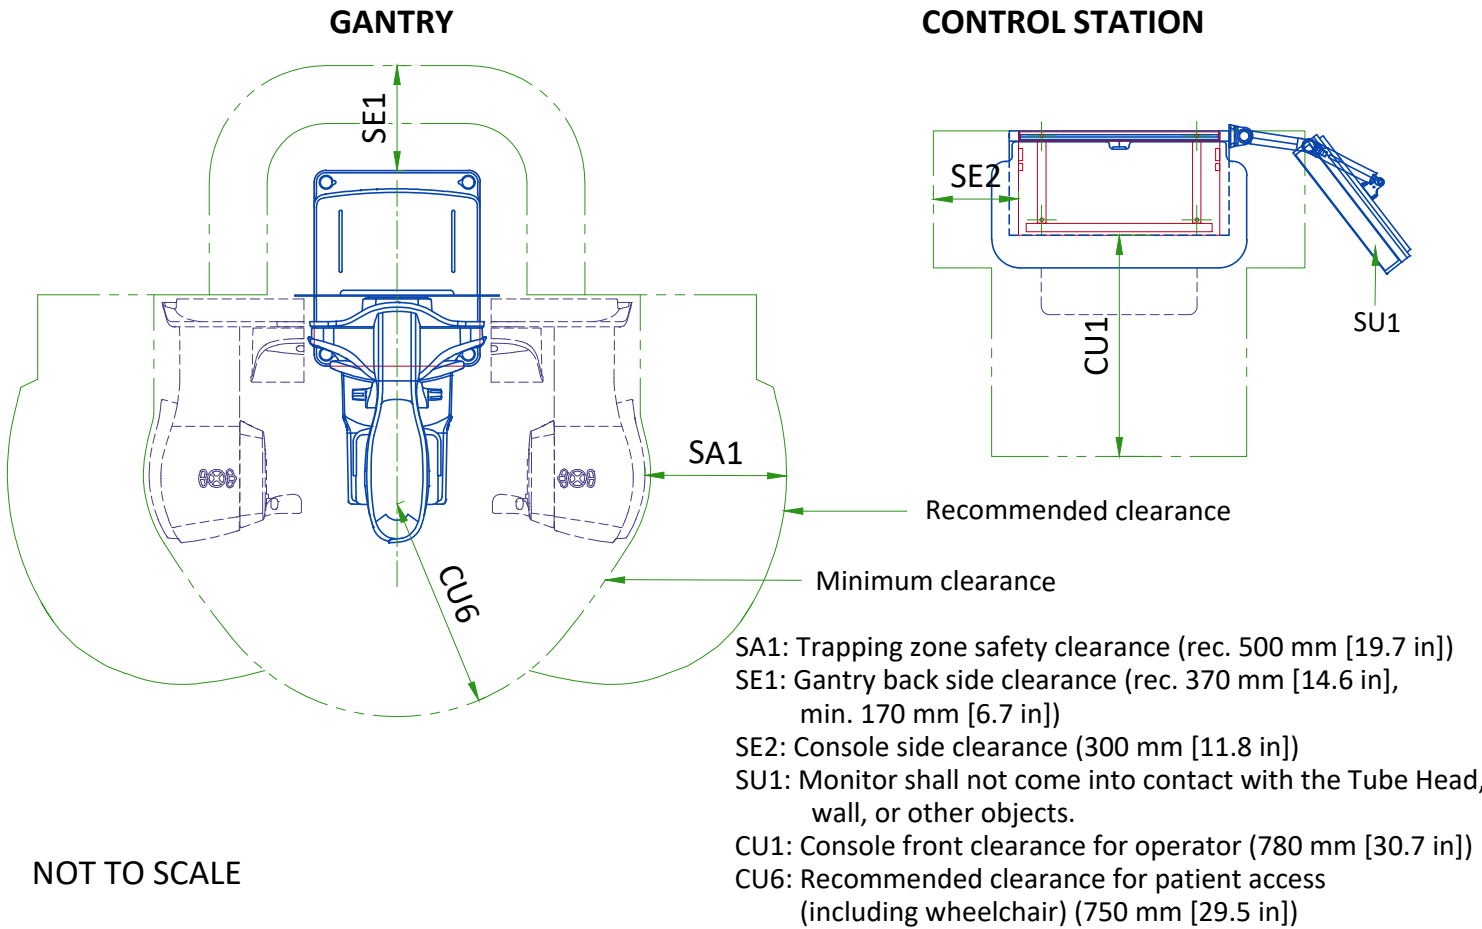 GANTRY
CONTROL STATION
SE1
SE2
CU1
SU1
SA1
Recommended clearance
CU6
Minimum clearance
SA1: Trapping zone safety clearance (rec. 500 mm [19.7 in])
SE1: Gantry back side clearance (rec. 370 mm [14.6 in],
min. 170 mm [6.7 in])
SE2: Console side clearance (300 mm [11.8 in])
SU1: Monitor shall not come into contact with the Tube Head,
wall, or other objects.
CU1: Console front clearance for operator (780 mm [30.7 in])
CU6: Recommended clearance for patient access
(including wheelchair) (750 mm [29.5 in])
NOT TO SCALE